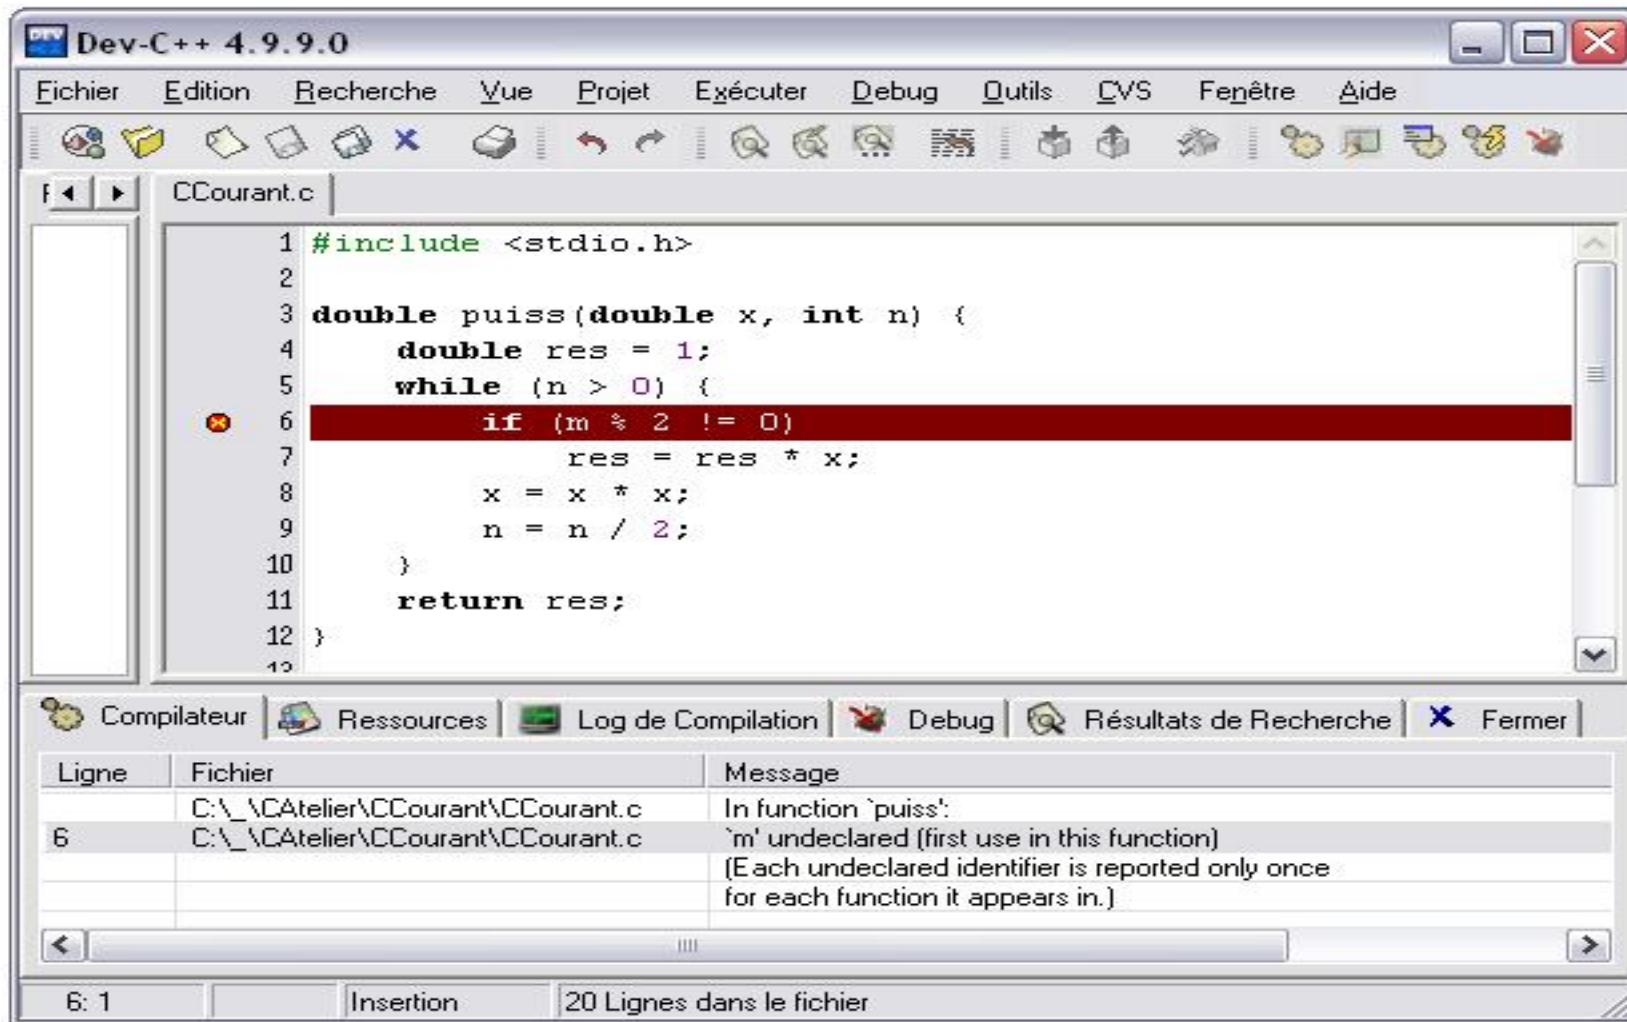 Dev-C++ 4.9.9.0
Fichier Edition Recherche Vue Projet Exécuter Debug Outils CVS Fenêtre Aide
CCourant.c
1 #include <stdio.h>
2
3 double puiss(double x, int n) {
4 double res = 1;
5 while (n > 0) {
6 if (m % 2 != 0)
7 res = res * x;
8 x = x * x;
9 n = n / 2;
10 }
11 return res;
12 }
13
Compilateur Ressources Log de Compilation Debug Résultats de Recherche Fermer
Ligne Fichier Message
C:\_\CAtelier\CCourant\CCourant.c In function `puiss':
6 C:\_\CAtelier\CCourant\CCourant.c `m' undeclared (first use in this function)
(Each undeclared identifier is reported only once
for each function it appears in.)
6: 1 Insertion 20 Lignes dans le fichier